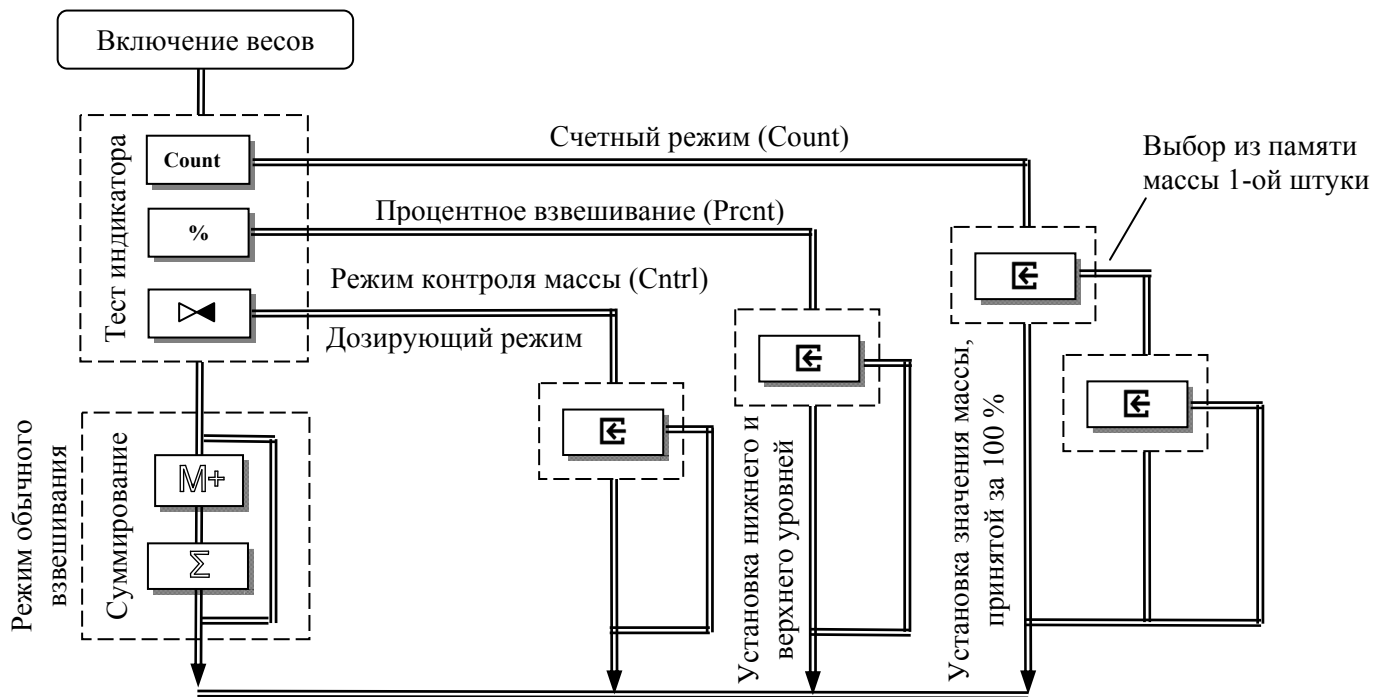 Включение весов
Тест индикатора
Count
%
Счетный режим (Count)
Процентное взвешивание (Prcnt)
Режим контроля массы (Cntrl)
Дозирующий режим
Выбор из памяти
массы 1-ой штуки
Режим обычного
взвешивания
Суммирование
M+
Σ
Установка нижнего и
верхнего уровней
Установка значения массы,
принятой за 100 %